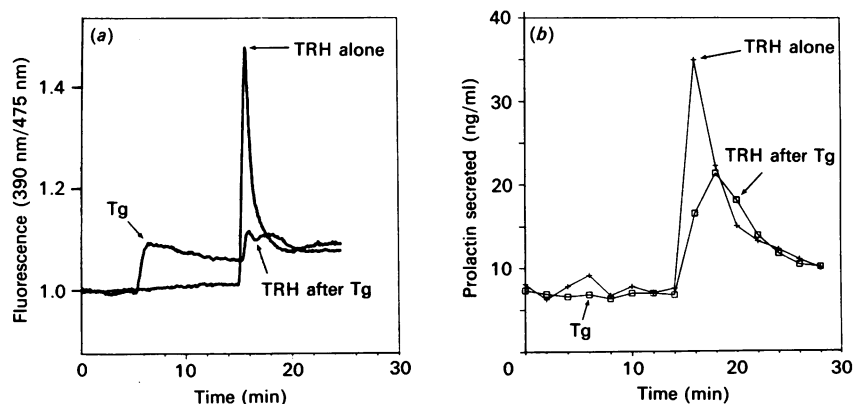 (a)
TRH alone
Tg
TRH after Tg
Fluorescence (390 nm/475 nm)
1.4
1.2
1.0
0
10
20
30
Time (min)
(b)
TRH alone
TRH after Tg
Tg
Prolactin secreted (ng/ml)
40
30
20
10
0
10
20
30
Time (min)